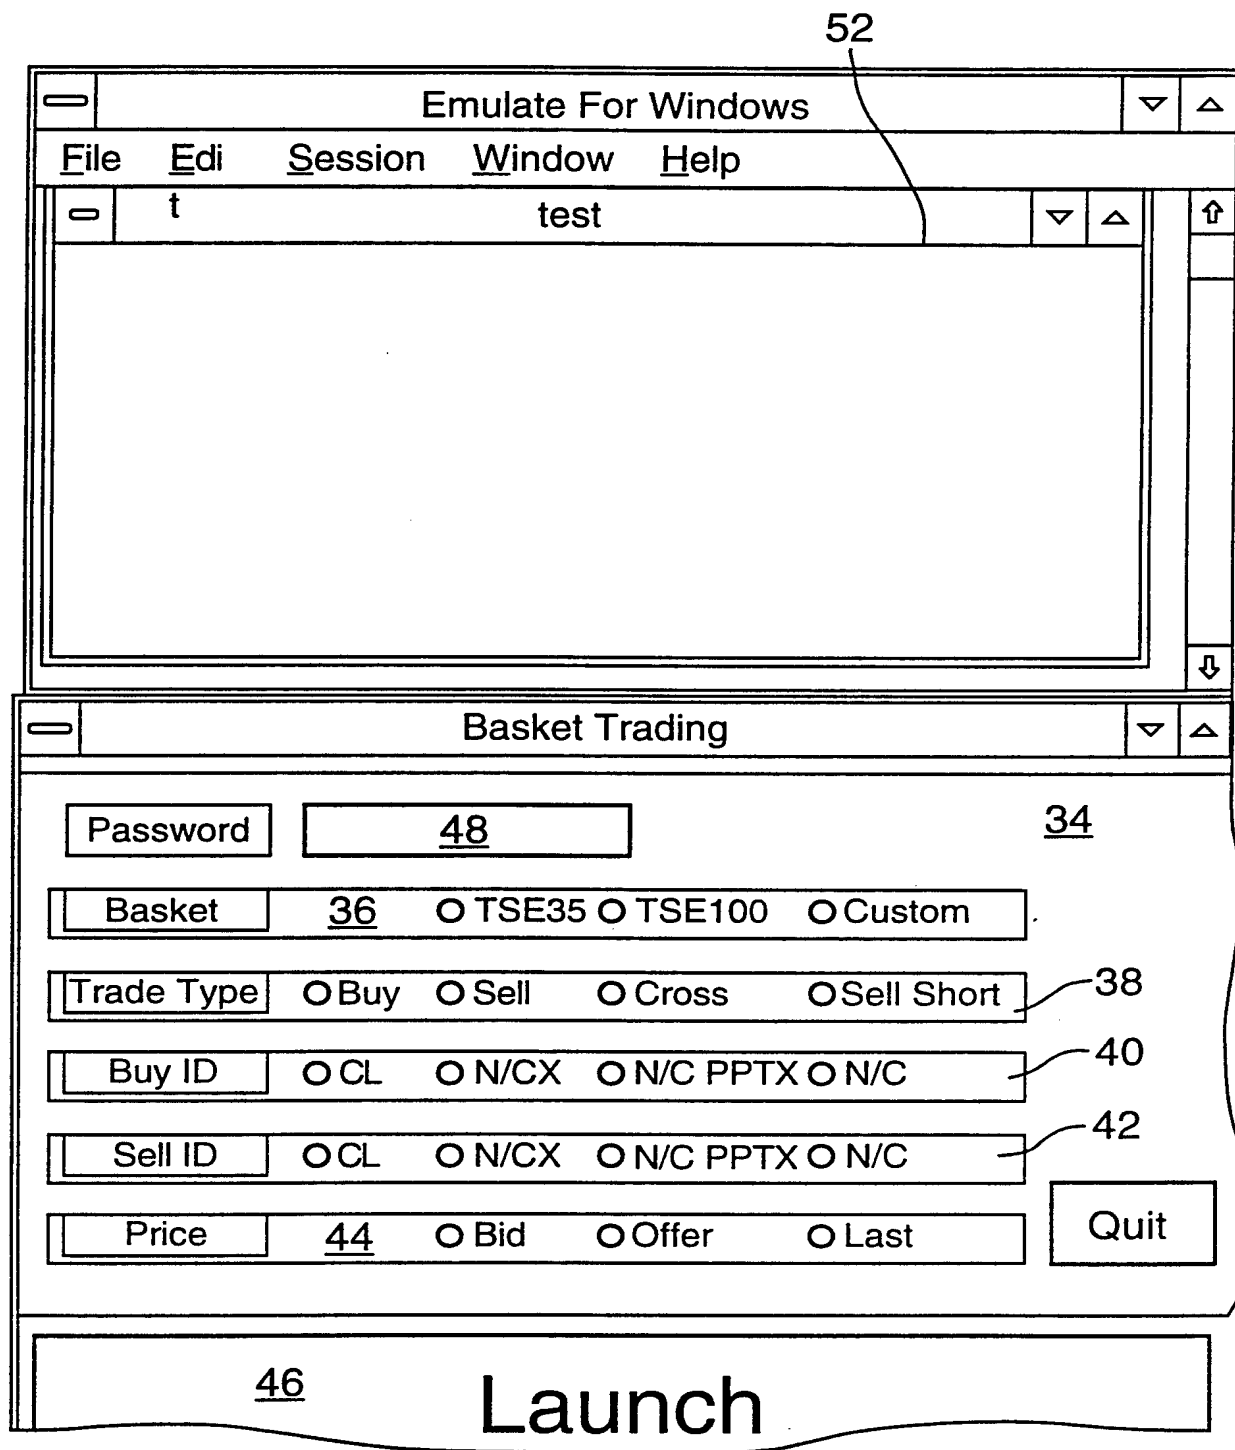 52
Emulate For Windows
File Edi Session Window Help
t test
Basket Trading
Password 48 34
Basket 36 TSE35 TSE100 Custom
Trade Type Buy Sell Cross Sell Short 38
Buy ID CL N/CX N/C PPTX N/C 40
Sell ID CL N/CX N/C PPTX N/C 42
Price 44 Bid Offer Last Quit
46 Launch